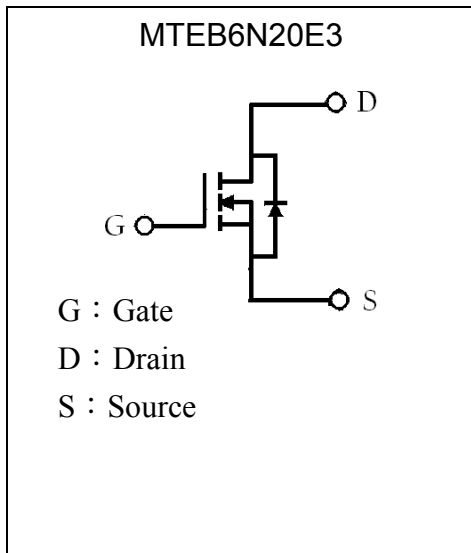 MTEB6N20E3
D
G
S
G：Gate
D：Drain
S：Source